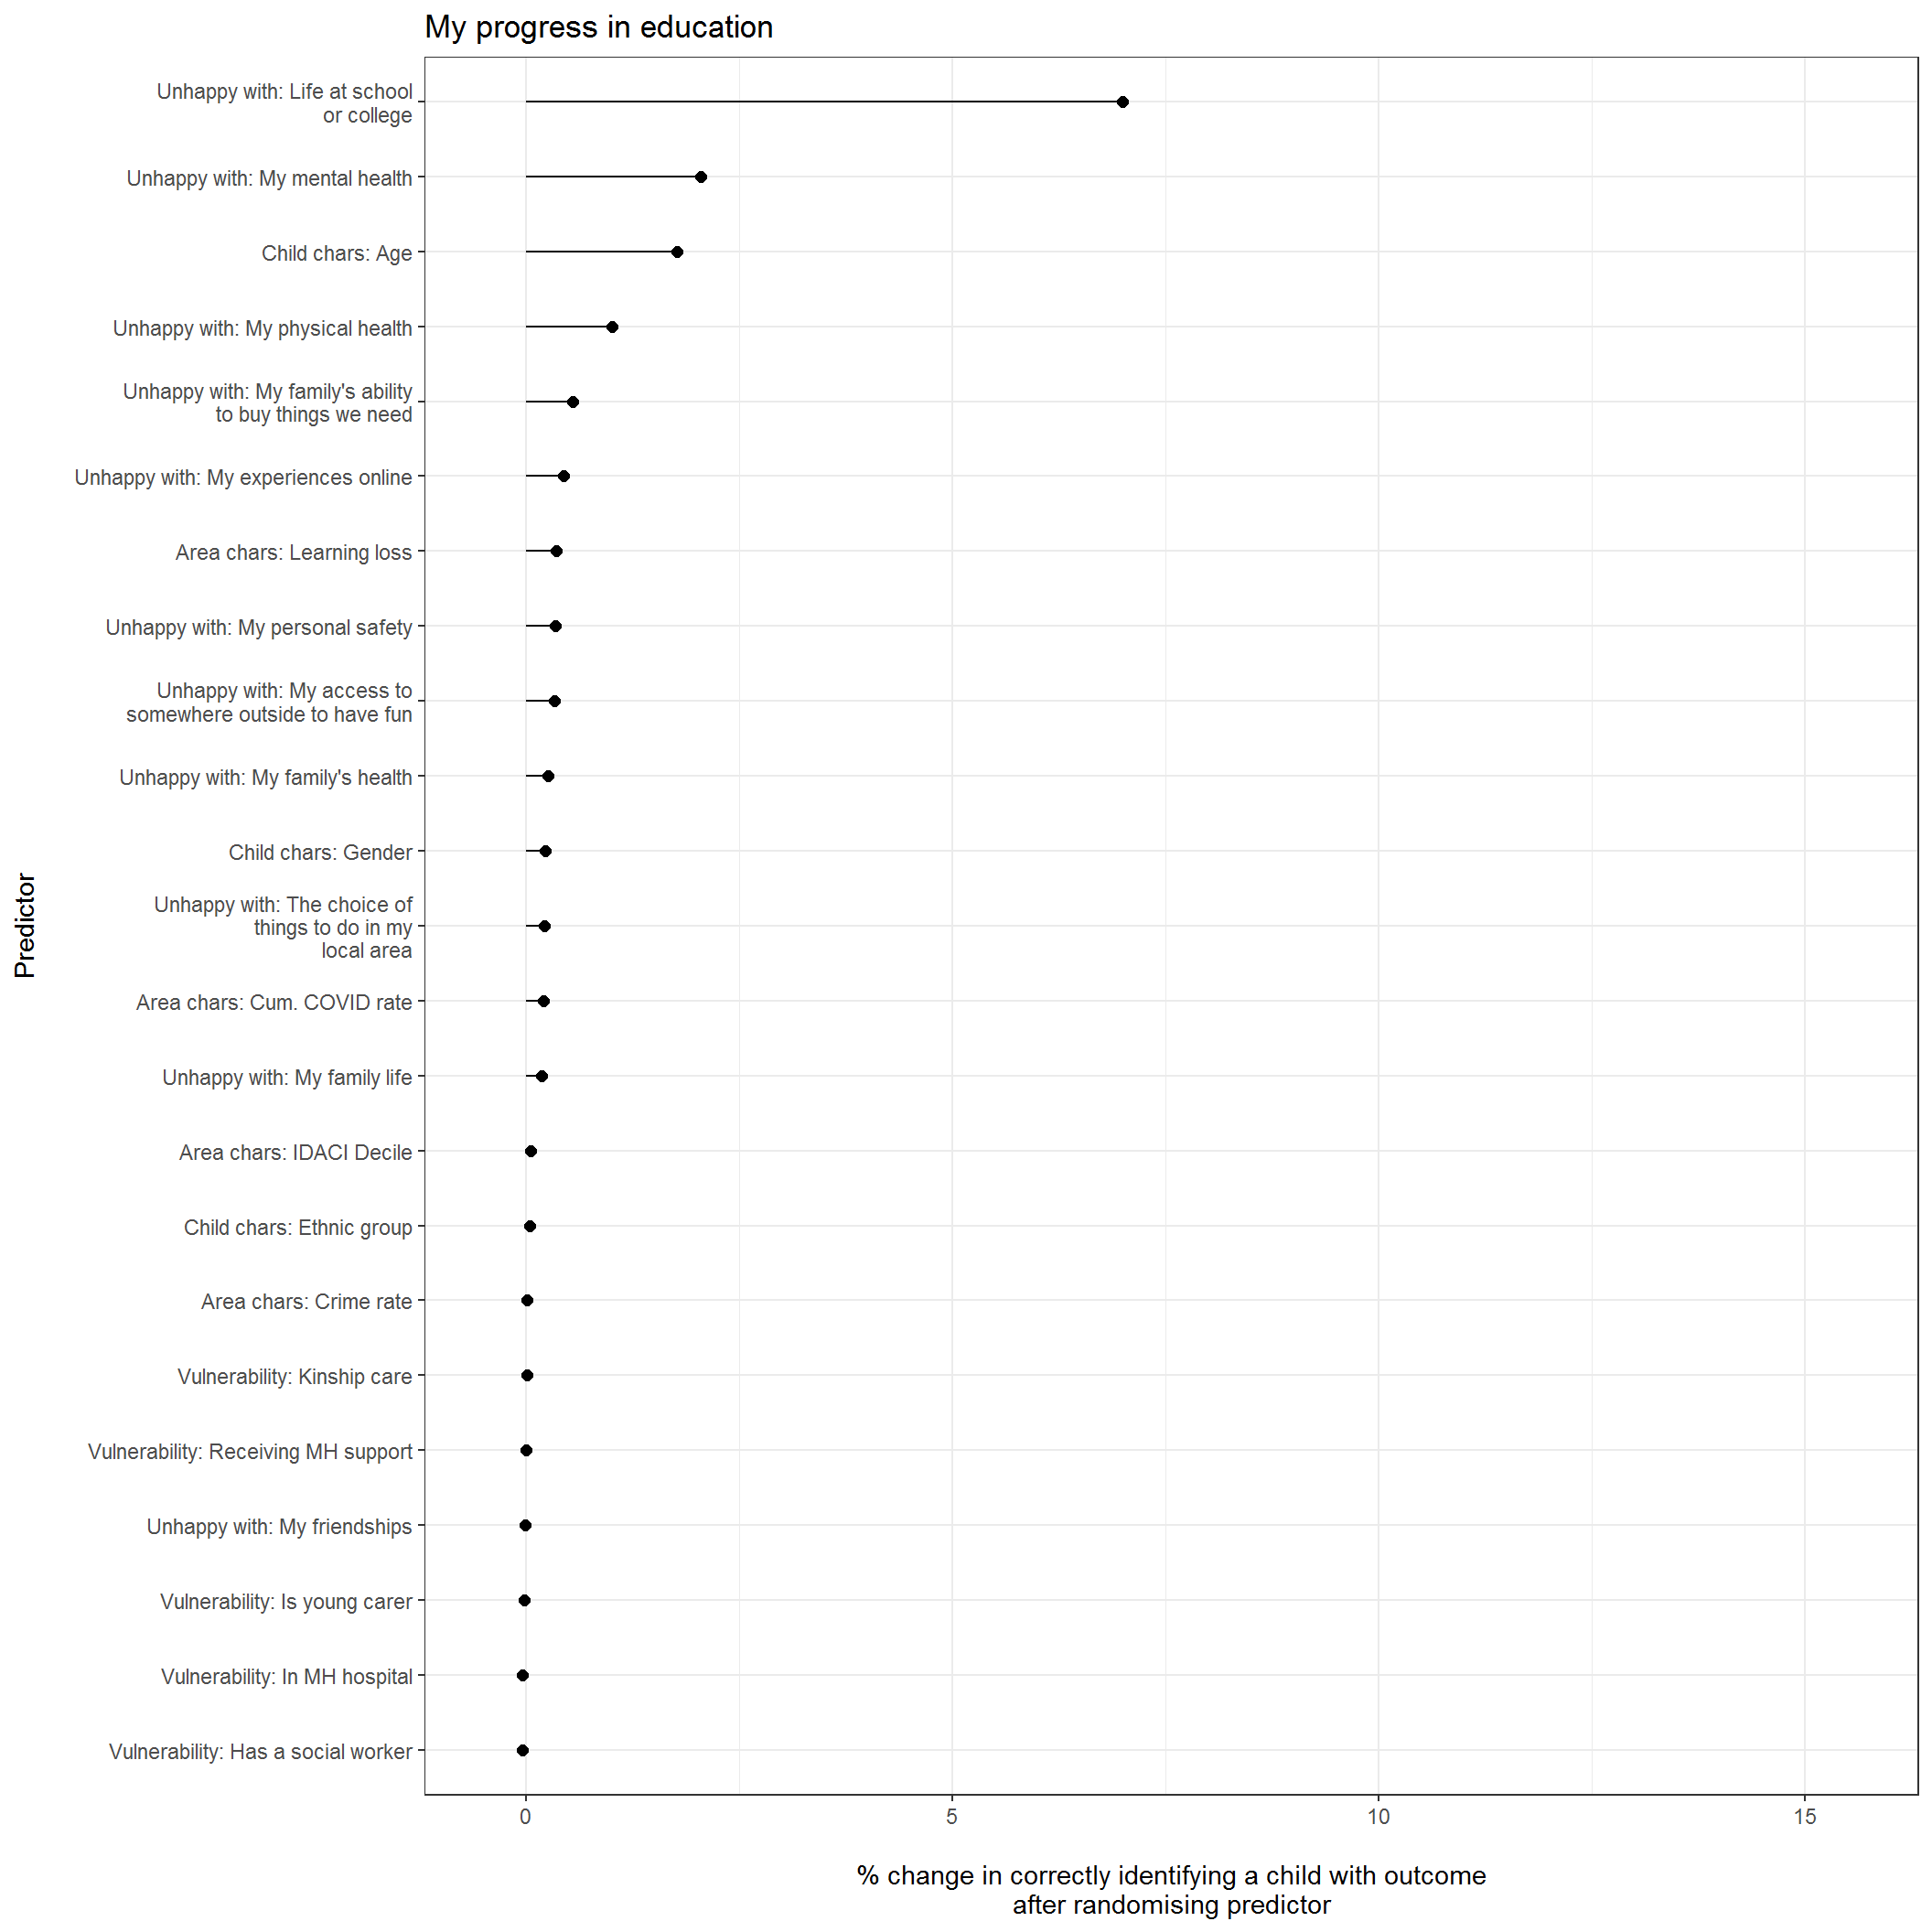 My progress in education
Unhappy with: Life at school
or college
Unhappy with: My mental health
Child chars: Age
Unhappy with: My physical health
Unhappy with: My family's ability
to buy things we need
Unhappy with: My experiences online
Area chars: Learning loss
Unhappy with: My personal safety
Unhappy with: My access to
somewhere outside to have fun
Unhappy with: My family's health
Child chars: Gender
Unhappy with: The choice of
things to do in my
local area
Area chars: Cum. COVID rate
Unhappy with: My family life
Area chars: IDACI Decile
Child chars: Ethnic group
Area chars: Crime rate
Vulnerability: Kinship care
Vulnerability: Receiving MH support
Unhappy with: My friendships
Vulnerability: Is young carer
Vulnerability: In MH hospital
Vulnerability: Has a social worker
Predictor
0 5 10 15
% change in correctly identifying a child with outcome
after randomising predictor